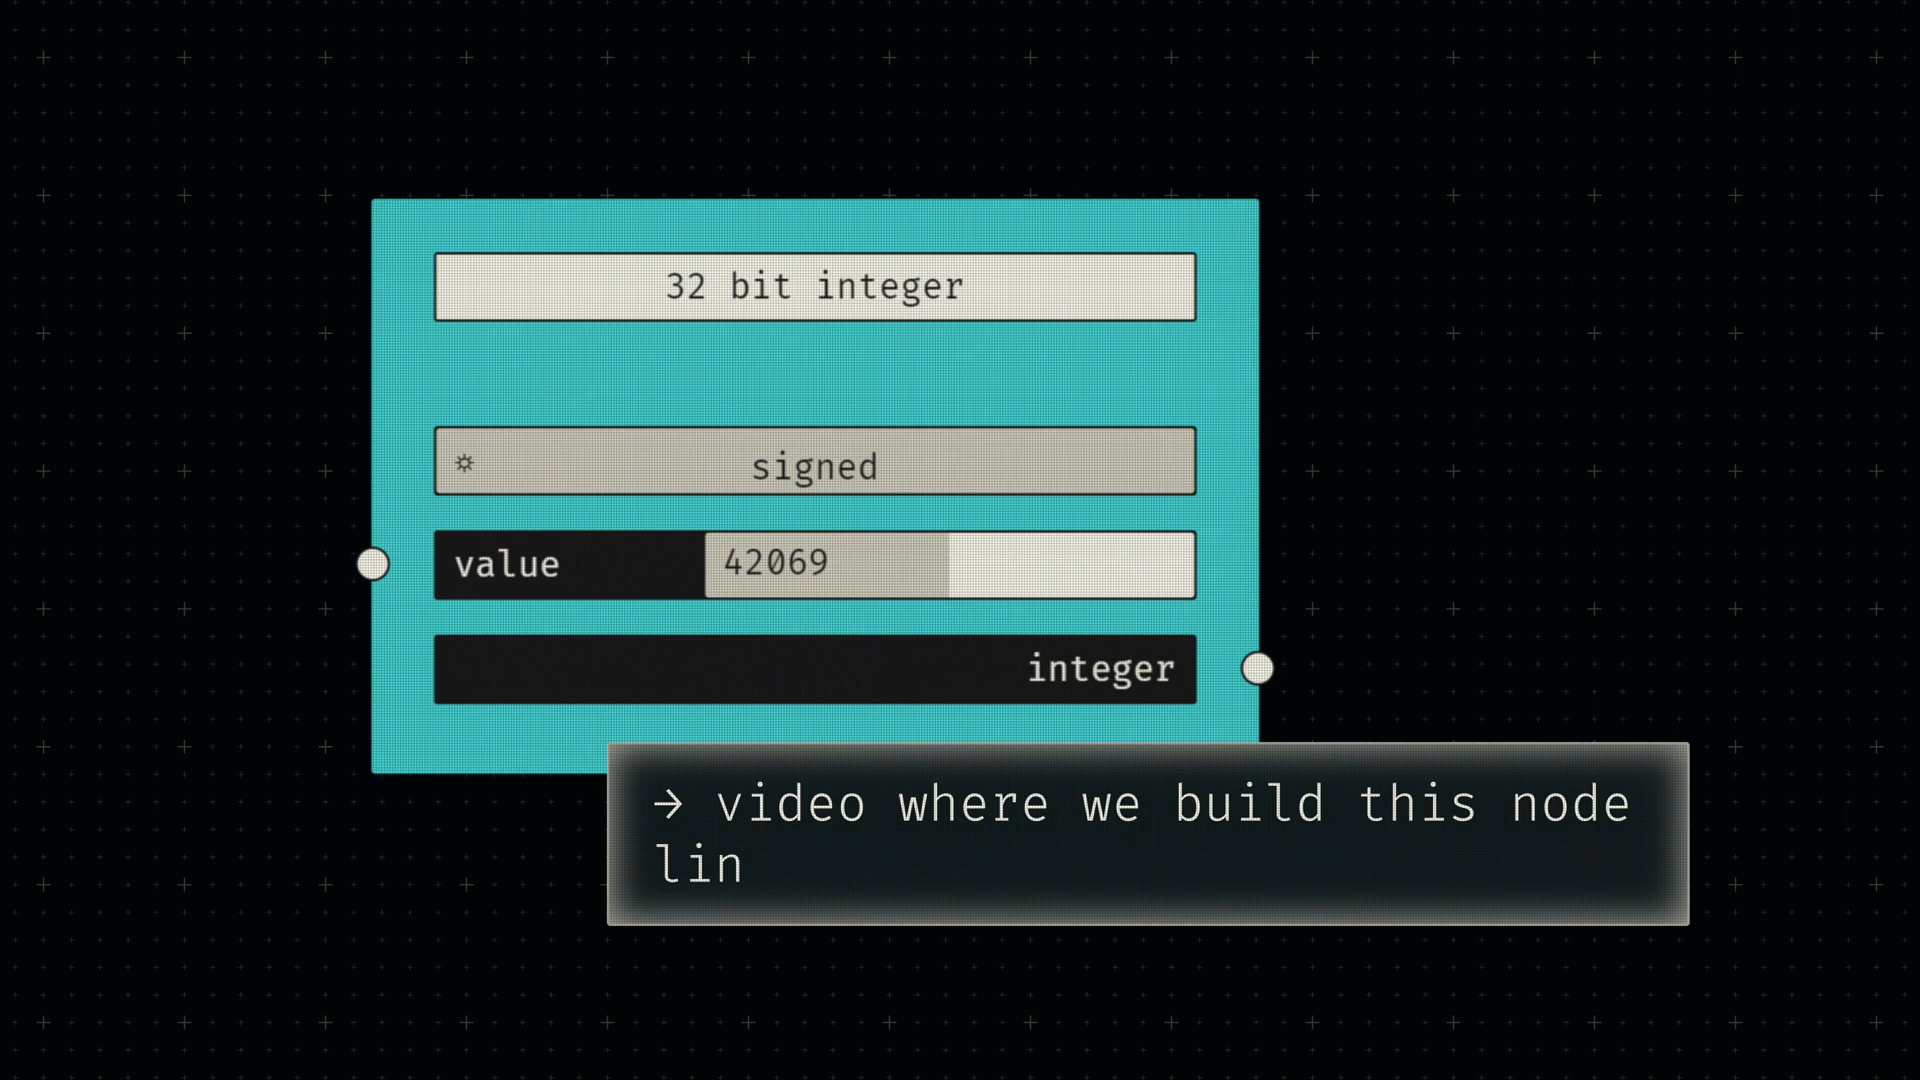 32 bit integer
signed
value 42069
integer
→ video where we build this node
lin